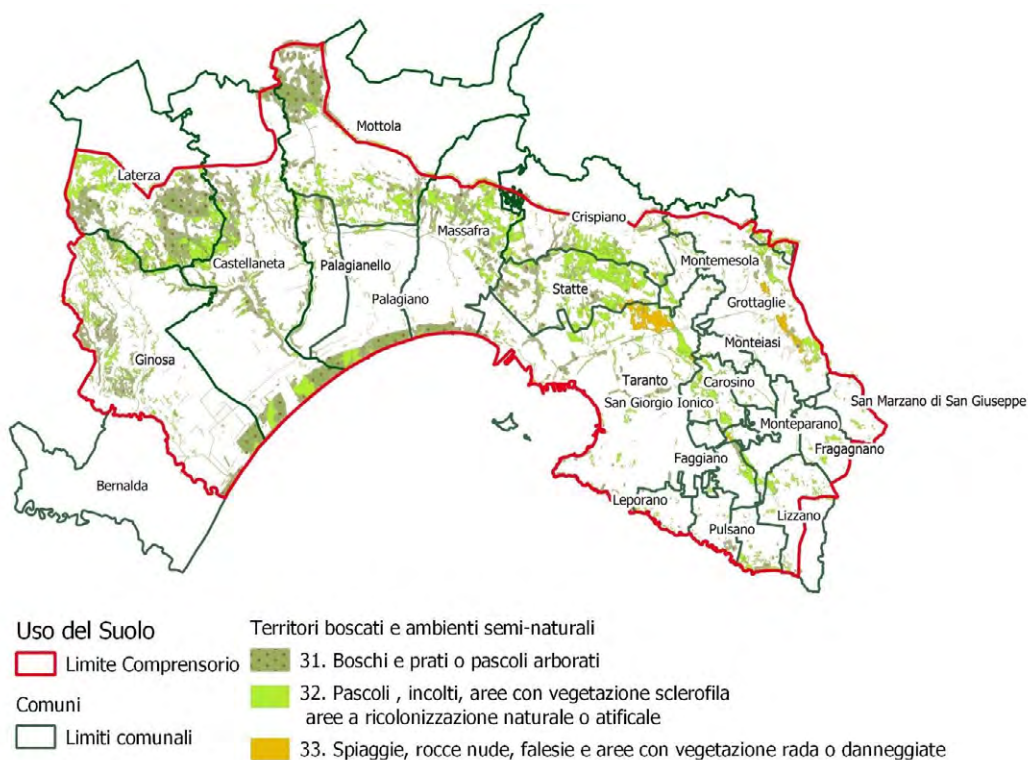 Mottola
Laterza
Crispiano
Massafra
Montemesola
Castellaneta
Palagianello
Statte
Grottaglie
Palagiano
Monteiasi
Ginosa
Taranto
Carosino
San Giorgio Ionico
San Marzano di San Giuseppe
Monteparano
Fragagnano
Faggiano
Bernalda
Leporano
Lizzano
Pulsano
Uso del Suolo
Limite Comprensorio
Comuni
Limiti comunali
Territori boscati e ambienti semi-naturali
31. Boschi e prati o pascoli arborati
32. Pascoli , incolti, aree con vegetazione sclerofila
aree a ricolonizzazione naturale o atificale
33. Spiaggie, rocce nude, falesie e aree con vegetazione rada o danneggiate